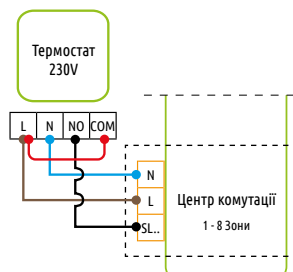 Термостат
230V
L N NO COM
N
L
SL..
Центр комутації
1 - 8 Зони